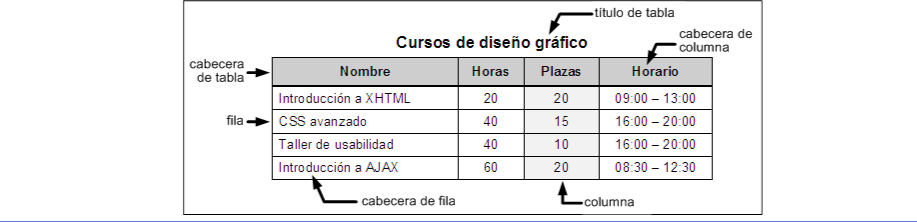 título de tabla
cabecera de
columna
Cursos de diseño gráfico
cabecera
de tabla
Nombre Horas Plazas Horario
Introducción a XHTML 20 20 09:00 – 13:00
fila
CSS avanzado 40 15 16:00 – 20:00
Taller de usabilidad 40 10 16:00 – 20:00
Introducción a AJAX 60 20 08:30 – 12:30
cabecera de fila
columna